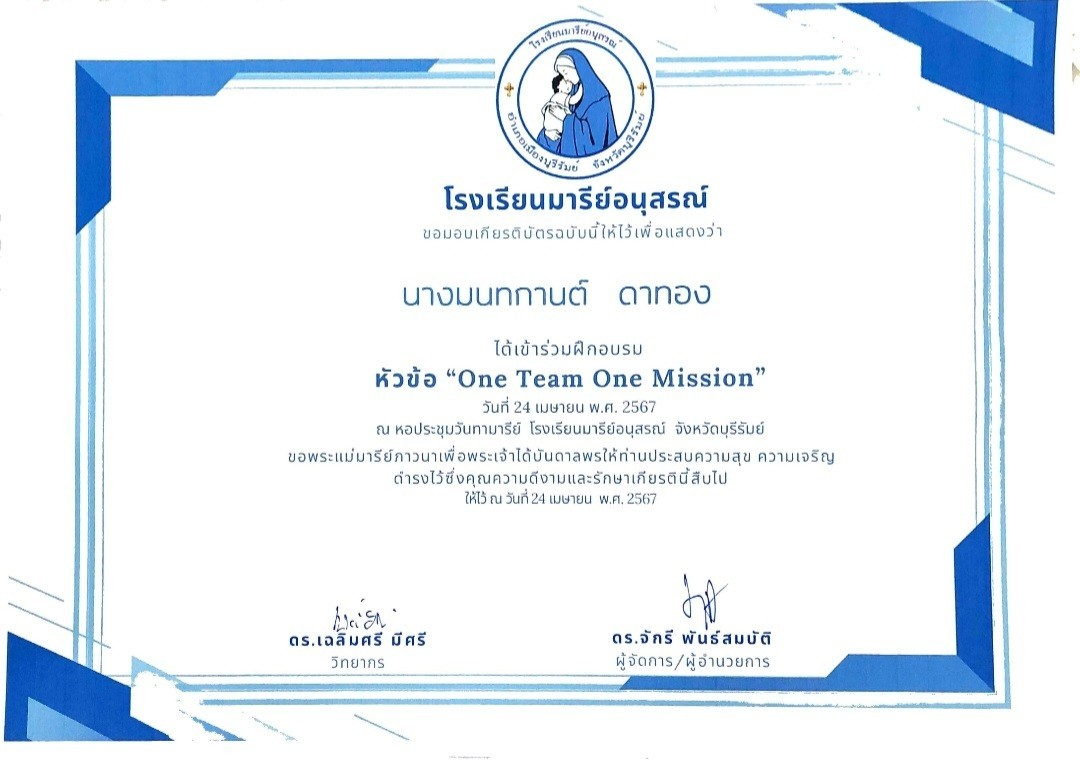 โรงเรียนมารีย์อนุสรณ์
อำเภอเมืองบุรีรัมย์ จังหวัดบุรีรัมย์
โรงเรียนมารีย์อนุสรณ์
ขอมอบเกียรติบัตรฉบับนี้ให้ไว้เพื่อแสดงว่า
นางมนทกานต์ ดาทอง
ได้เข้าร่วมฝึกอบรม
หัวข้อ “One Team One Mission”
วันที่ 24 เมษายน พ.ศ. 2567
ณ หอประชุมวันทามารีย์ โรงเรียนมารีย์อนุสรณ์ จังหวัดบุรีรัมย์
ขอพระแม่มารีย์ภาวนาเพื่อพระเจ้าได้บันดาลพรให้ท่านประสบความสุข ความเจริญ
ดำรงไว้ซึ่งคุณความดีงามและรักษาเกียรตินี้สืบไป
ให้ไว้ ณ วันที่ 24 เมษายน พ.ศ. 2567
ดร.เฉลิมศรี มีศรี
วิทยากร
ดร.จักรี พันธ์สมบัติ
ผู้จัดการ/ผู้อำนวยการ